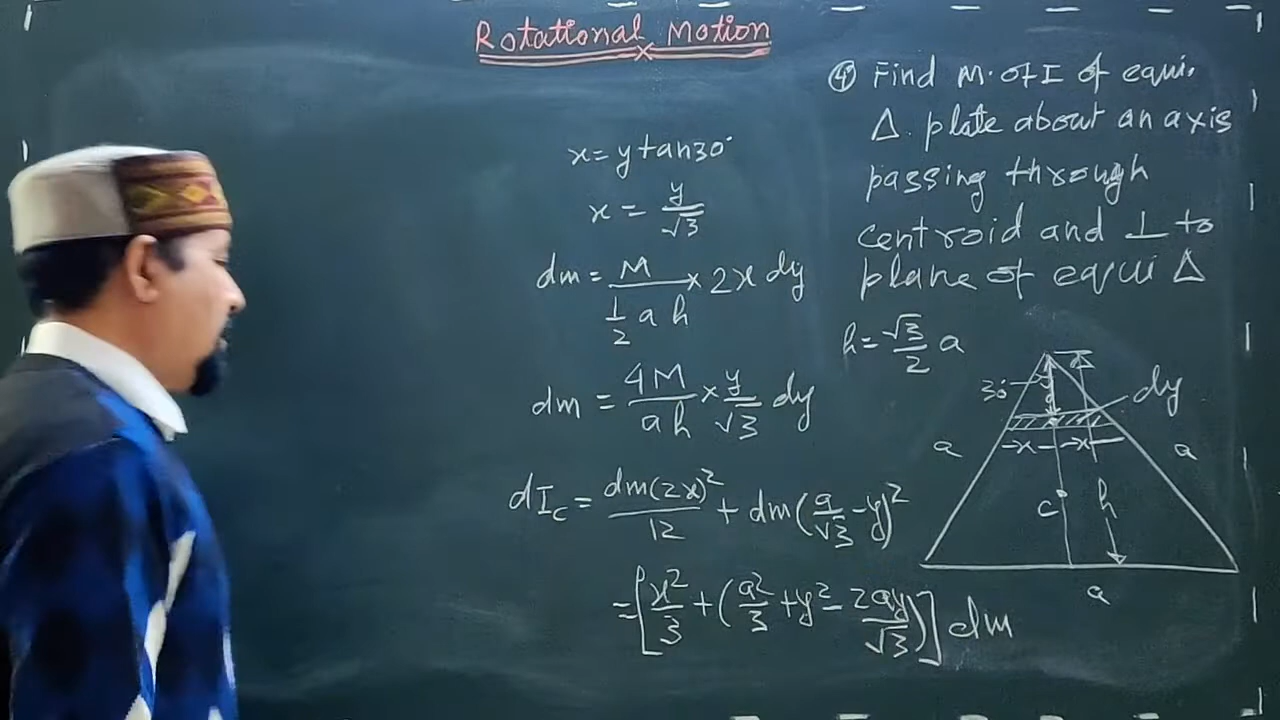 Rotational Motion
④ Find M. of I of equi.
Δ. plate about an axis
passing through
centroid and ⊥ to
plane of equi Δ
x = y tan30°
x = y/√3
dm = M/(1/2 a h) × 2x dy
dm = 4M/(a h) × y/√3 dy
dI_c = dm(2x)²/12 + dm(a/√3 − y)²
= [x²/3 + (a²/3 + y² − 2ay/√3)] dm
h = √3/2 a
30°
y
dy
x x
a a
c h
a